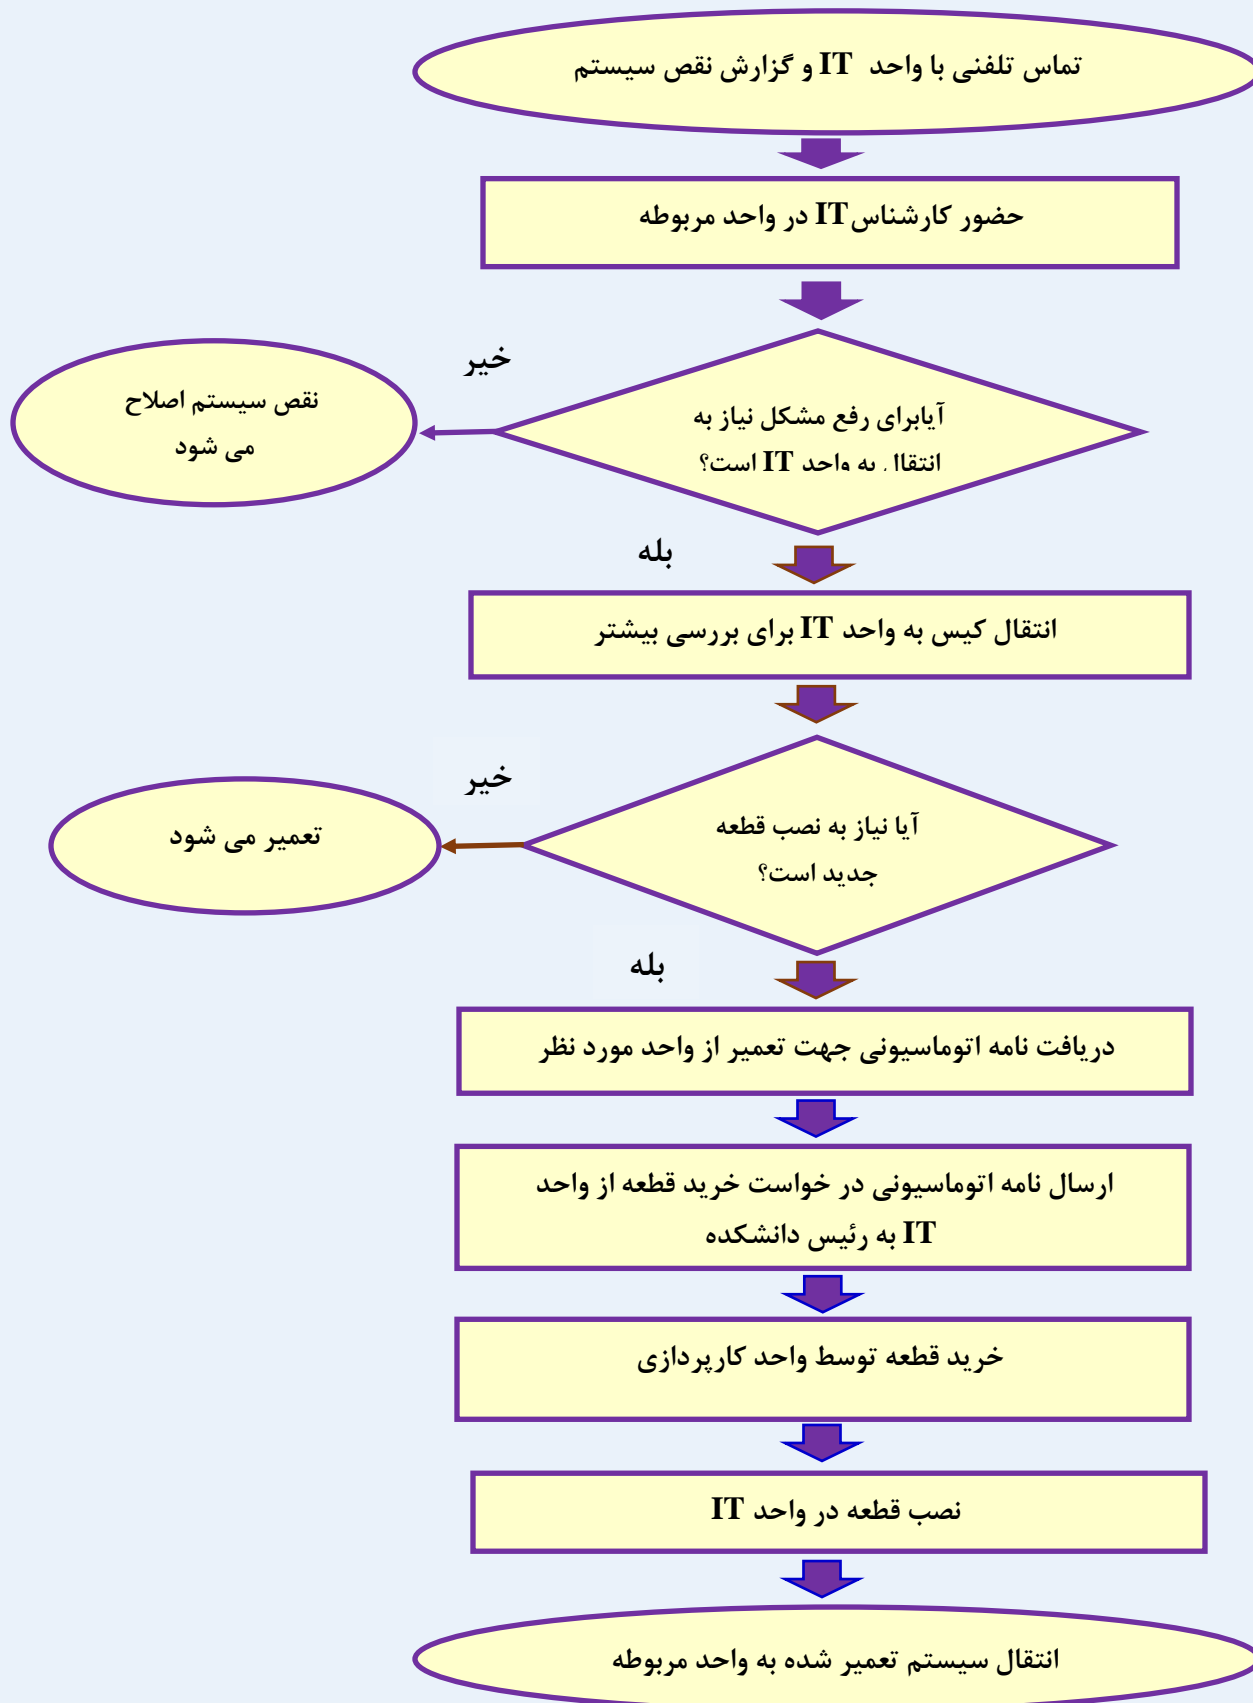 تماس تلفنی با واحد IT و گزارش نقص سیستم
حضور کارشناس IT در واحد مربوطه
خیر
نقص سیستم اصلاح
می شود
آیابرای رفع مشکل نیاز به
انتقال به واحد IT است؟
بله
انتقال کیس به واحد IT برای بررسی بیشتر
خیر
تعمیر می شود
آیا نیاز به نصب قطعه
جدید است؟
بله
دریافت نامه اتوماسیونی جهت تعمیر از واحد مورد نظر
ارسال نامه اتوماسیونی در خواست خرید قطعه از واحد
IT به رئیس دانشکده
خرید قطعه توسط واحد کارپردازی
نصب قطعه در واحد IT
انتقال سیستم تعمیر شده به واحد مربوطه